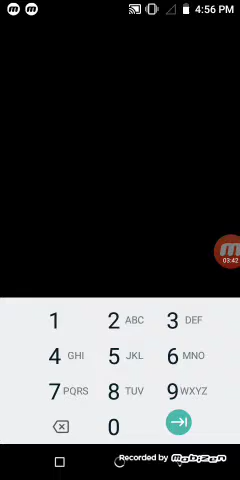 4:56 PM
03:42
1
2 ABC
3 DEF
4 GHI
5 JKL
6 MNO
7 PQRS
8 TUV
9 WXYZ
0
Recorded by mobizen